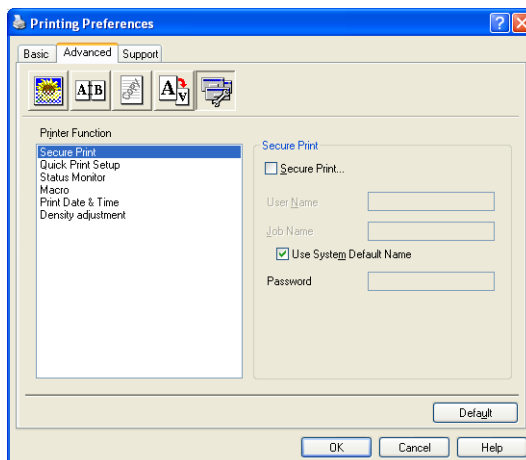 Printing Preferences
Basic Advanced Support
A B A A
Printer Function
Secure Print
Quick Print Setup
Status Monitor
Macro
Print Date & Time
Density adjustment
Secure Print
Secure Print...
User Name
Job Name
Use System Default Name
Password
Default
OK Cancel Help